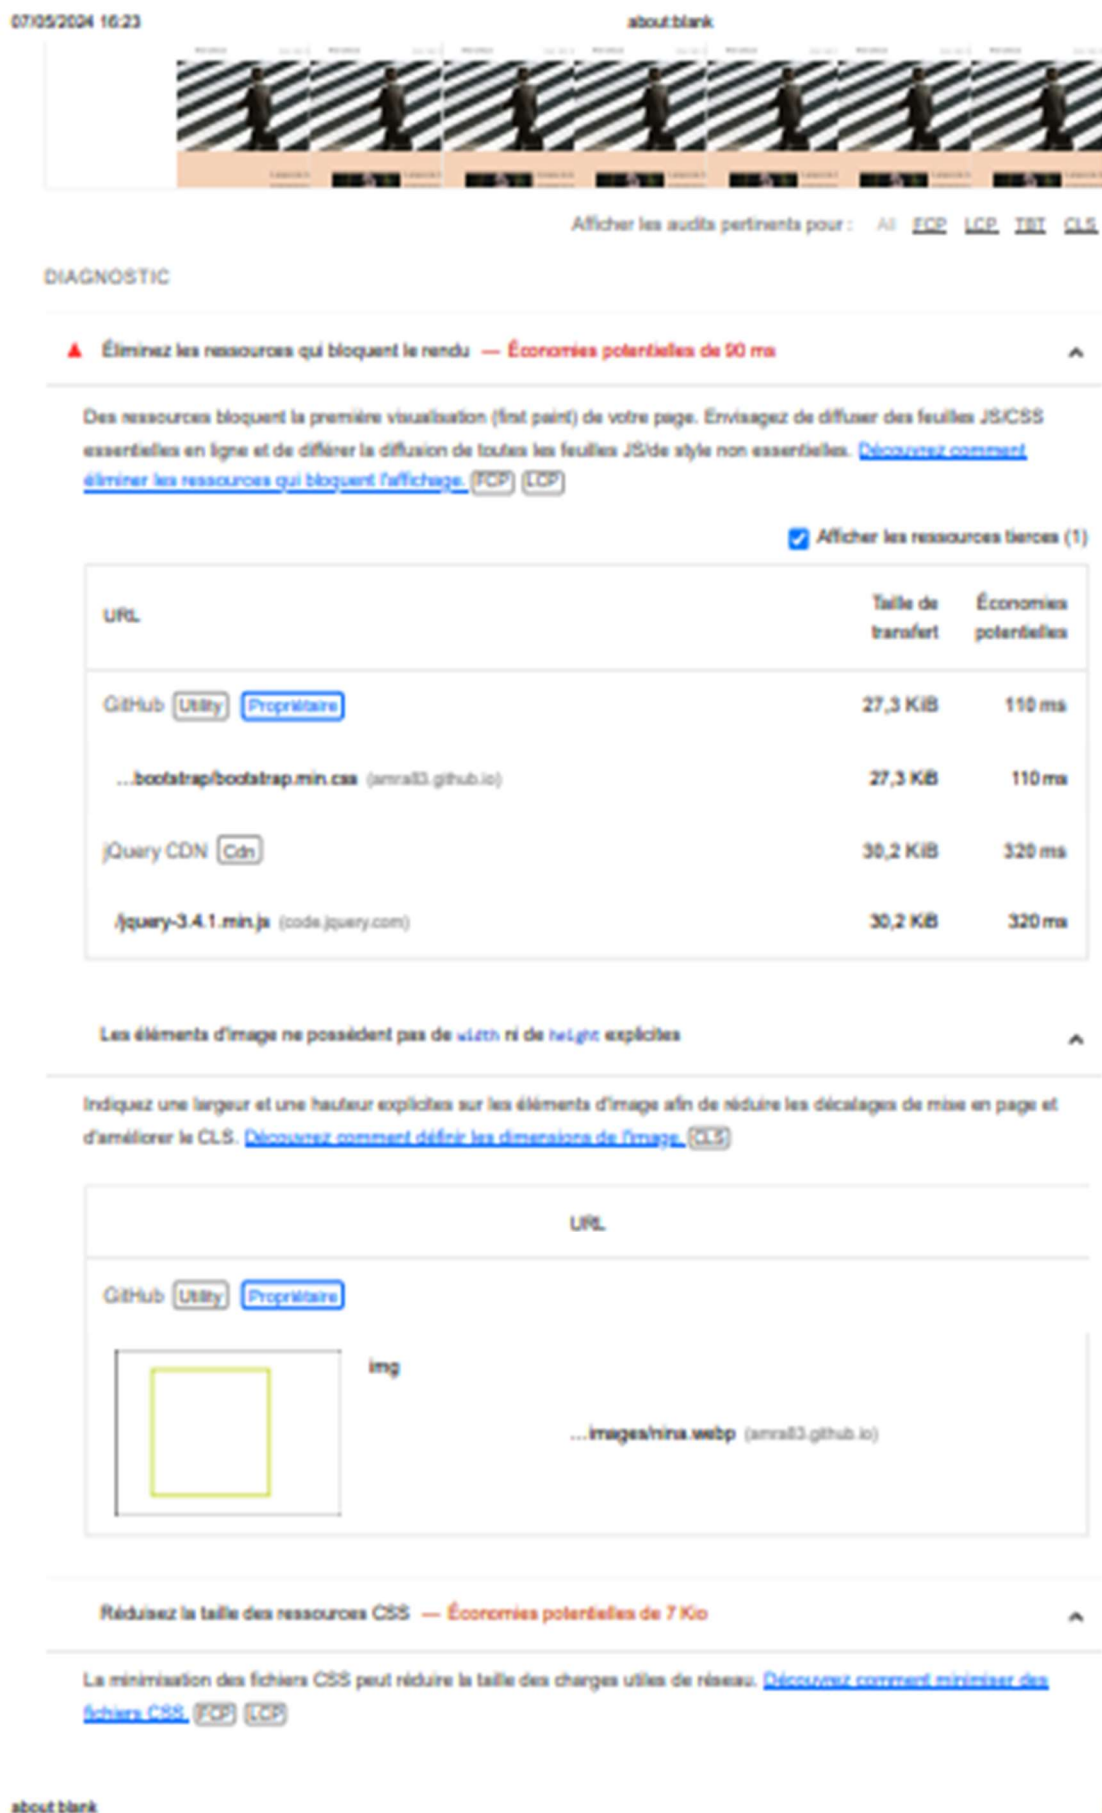 07/05/2024 16:23
about:blank
Afficher les audits pertinents pour : All FCP LCP TBT CLS
DIAGNOSTIC
Éliminez les ressources qui bloquent le rendu — Économies potentielles de 90 ms
Des ressources bloquent la première visualisation (first paint) de votre page. Envisagez de diffuser des feuilles JS/CSS
essentielles en ligne et de différer la diffusion de toutes les feuilles JS/de style non essentielles. Découvrez comment
éliminer les ressources qui bloquent l'affichage. FCP LCP
Afficher les ressources tierces (1)
URL
Taille de
transfert
Économies
potentielles
GitHub Utility Propriétaire 27,3 KiB 110 ms
…bootstrap/bootstrap.min.css (amra83.github.io) 27,3 KiB 110 ms
jQuery CDN Cdn 30,2 KiB 320 ms
/jquery-3.4.1.min.js (code.jquery.com) 30,2 KiB 320 ms
Les éléments d'image ne possèdent pas de width ni de height explicites
Indiquez une largeur et une hauteur explicites sur les éléments d'image afin de réduire les décalages de mise en page et
d'améliorer le CLS. Découvrez comment définir les dimensions de l'image. CLS
URL
GitHub Utility Propriétaire
img
…images/nina.webp (amra83.github.io)
Réduisez la taille des ressources CSS — Économies potentielles de 7 Kio
La minimisation des fichiers CSS peut réduire la taille des charges utiles de réseau. Découvrez comment minimiser des
fichiers CSS. FCP LCP
about:blank